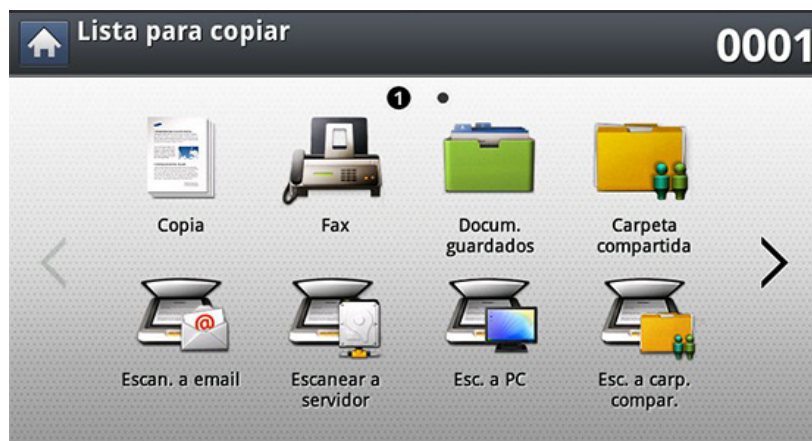 Lista para copiar
0001
1
Copia
Fax
Docum.
guardados
Carpeta
compartida
Escan. a email
Escanear a
servidor
Esc. a PC
Esc. a carp.
compar.